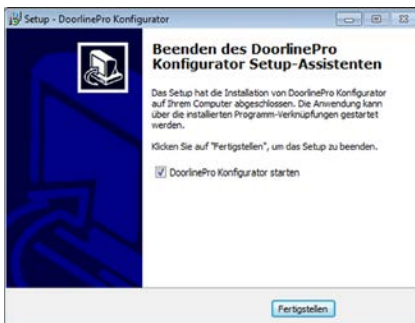 Setup - DoorlinePro Konfigurator
Beenden des DoorlinePro
Konfigurator Setup-Assistenten
Das Setup hat die Installation von DoorlinePro Konfigurator
auf Ihrem Computer abgeschlossen. Die Anwendung kann
über die installierten Programm-Verknüpfungen gestartet
werden.
Klicken Sie auf "Fertigstellen", um das Setup zu beenden.
DoorlinePro Konfigurator starten
Fertigstellen